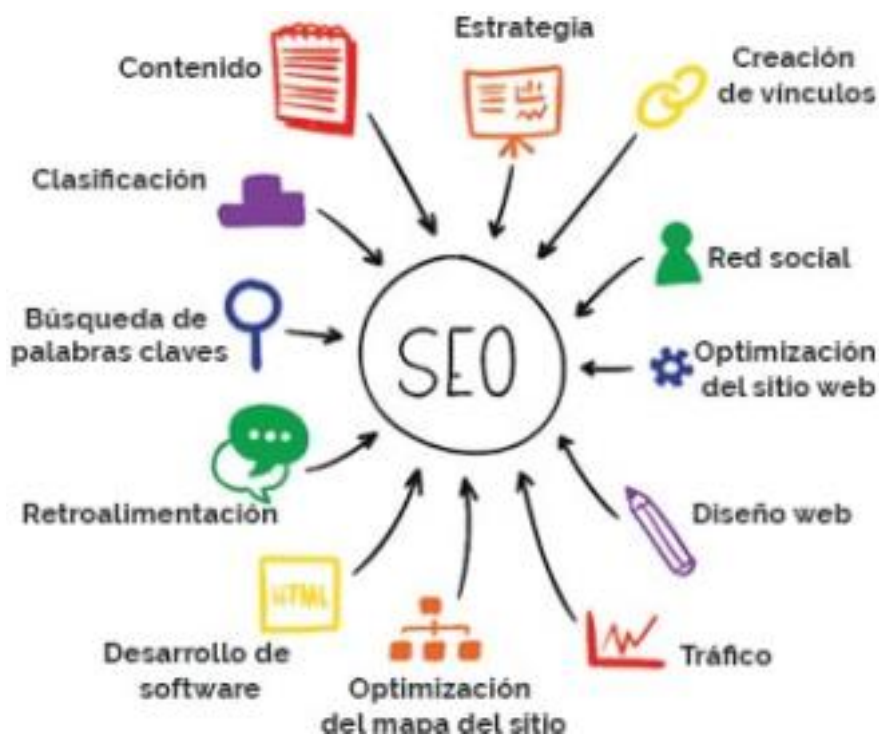 Estrategia
Contenido
Creación
de vínculos
Clasificación
Red social
Búsqueda de
palabras claves
SEO
Optimización
del sitio web
Retroalimentación
Diseño web
HTML
Desarrollo de
software
Optimización
del mapa del sitio
Tráfico